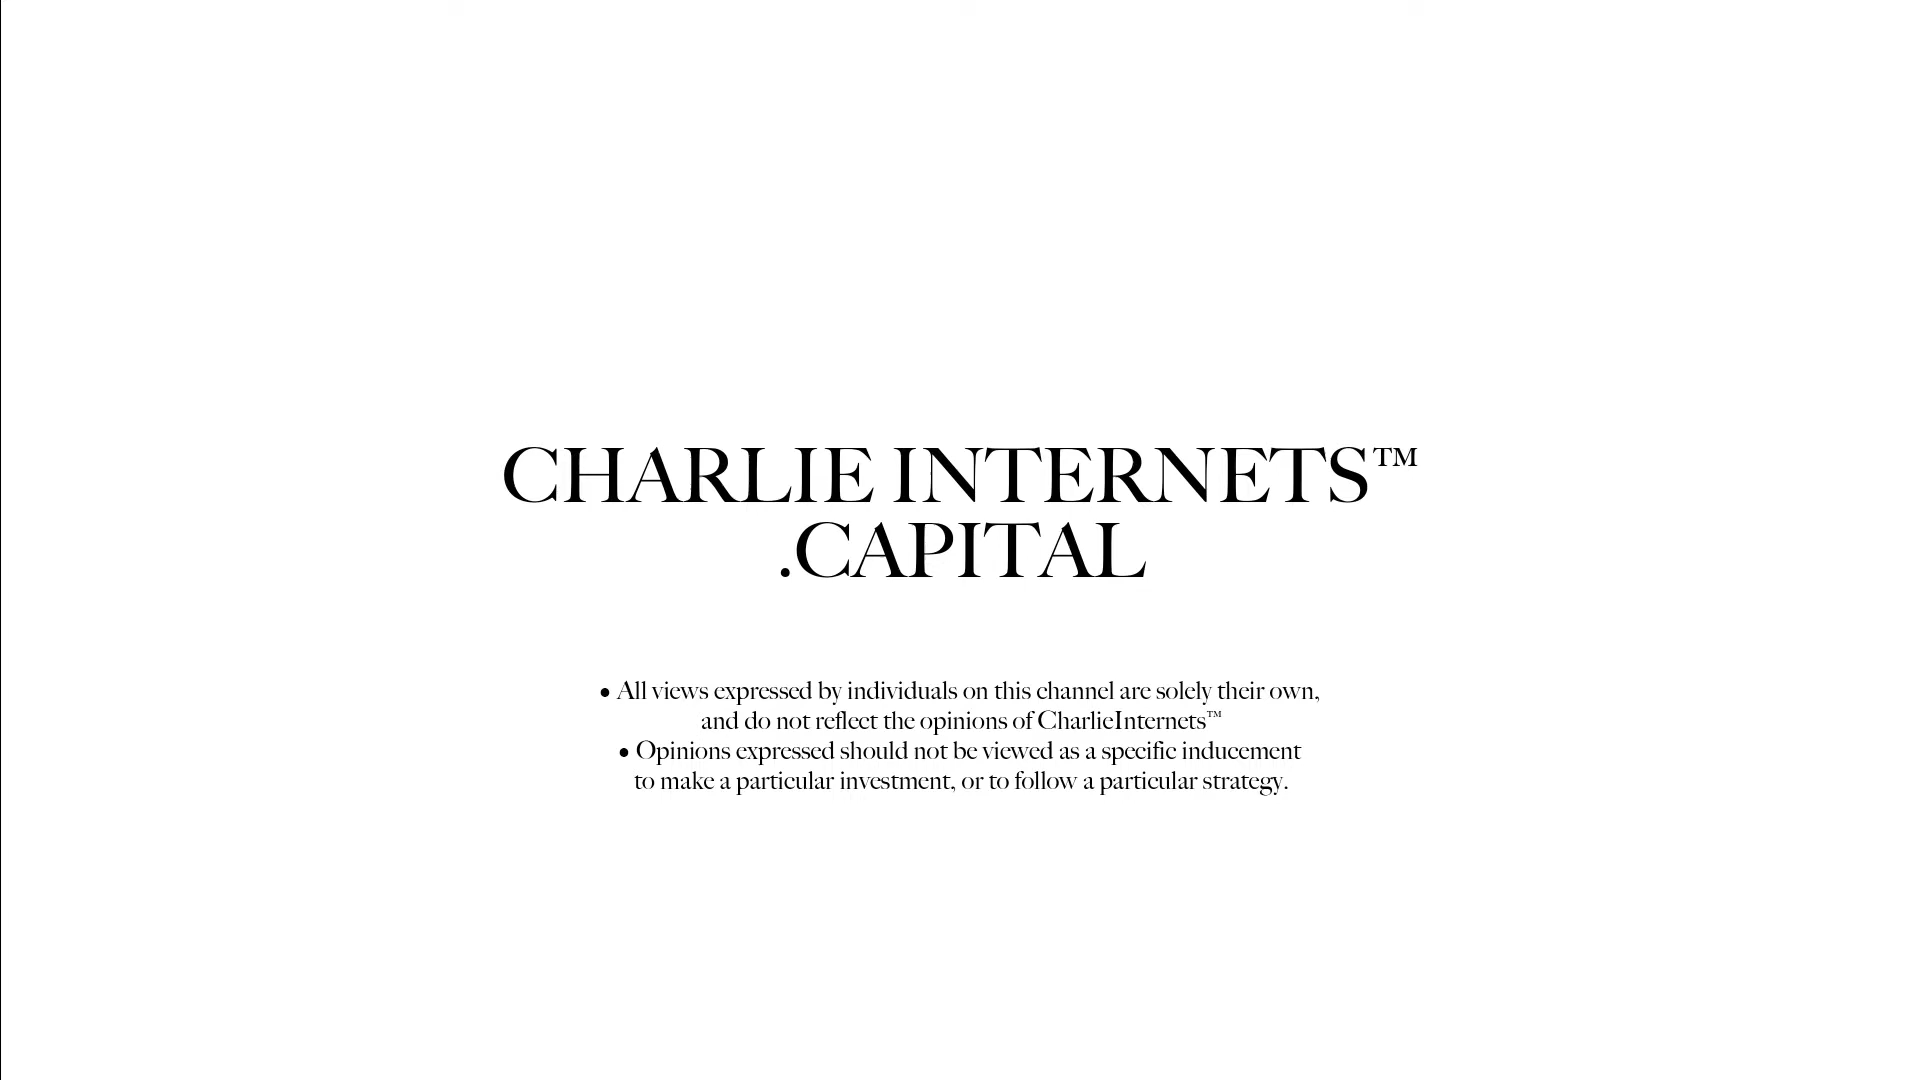 CHARLIE INTERNETS™
.CAPITAL
• All views expressed by individuals on this channel are solely their own,
and do not reflect the opinions of CharlieInternets™
• Opinions expressed should not be viewed as a specific inducement
to make a particular investment, or to follow a particular strategy.